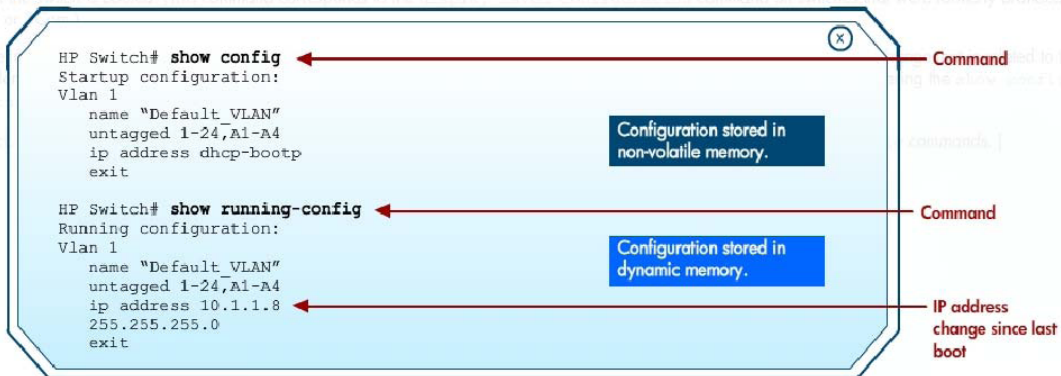 HP Switch# show config
Command
Startup configuration:
Vlan 1
name "Default_VLAN"
untagged 1-24,A1-A4
ip address dhcp-bootp
exit
Configuration stored in
non-volatile memory.
HP Switch# show running-config
Command
Running configuration:
Vlan 1
name "Default_VLAN"
untagged 1-24,A1-A4
ip address 10.1.1.8
255.255.255.0
exit
Configuration stored in
dynamic memory.
IP address
change since last
boot
commands.